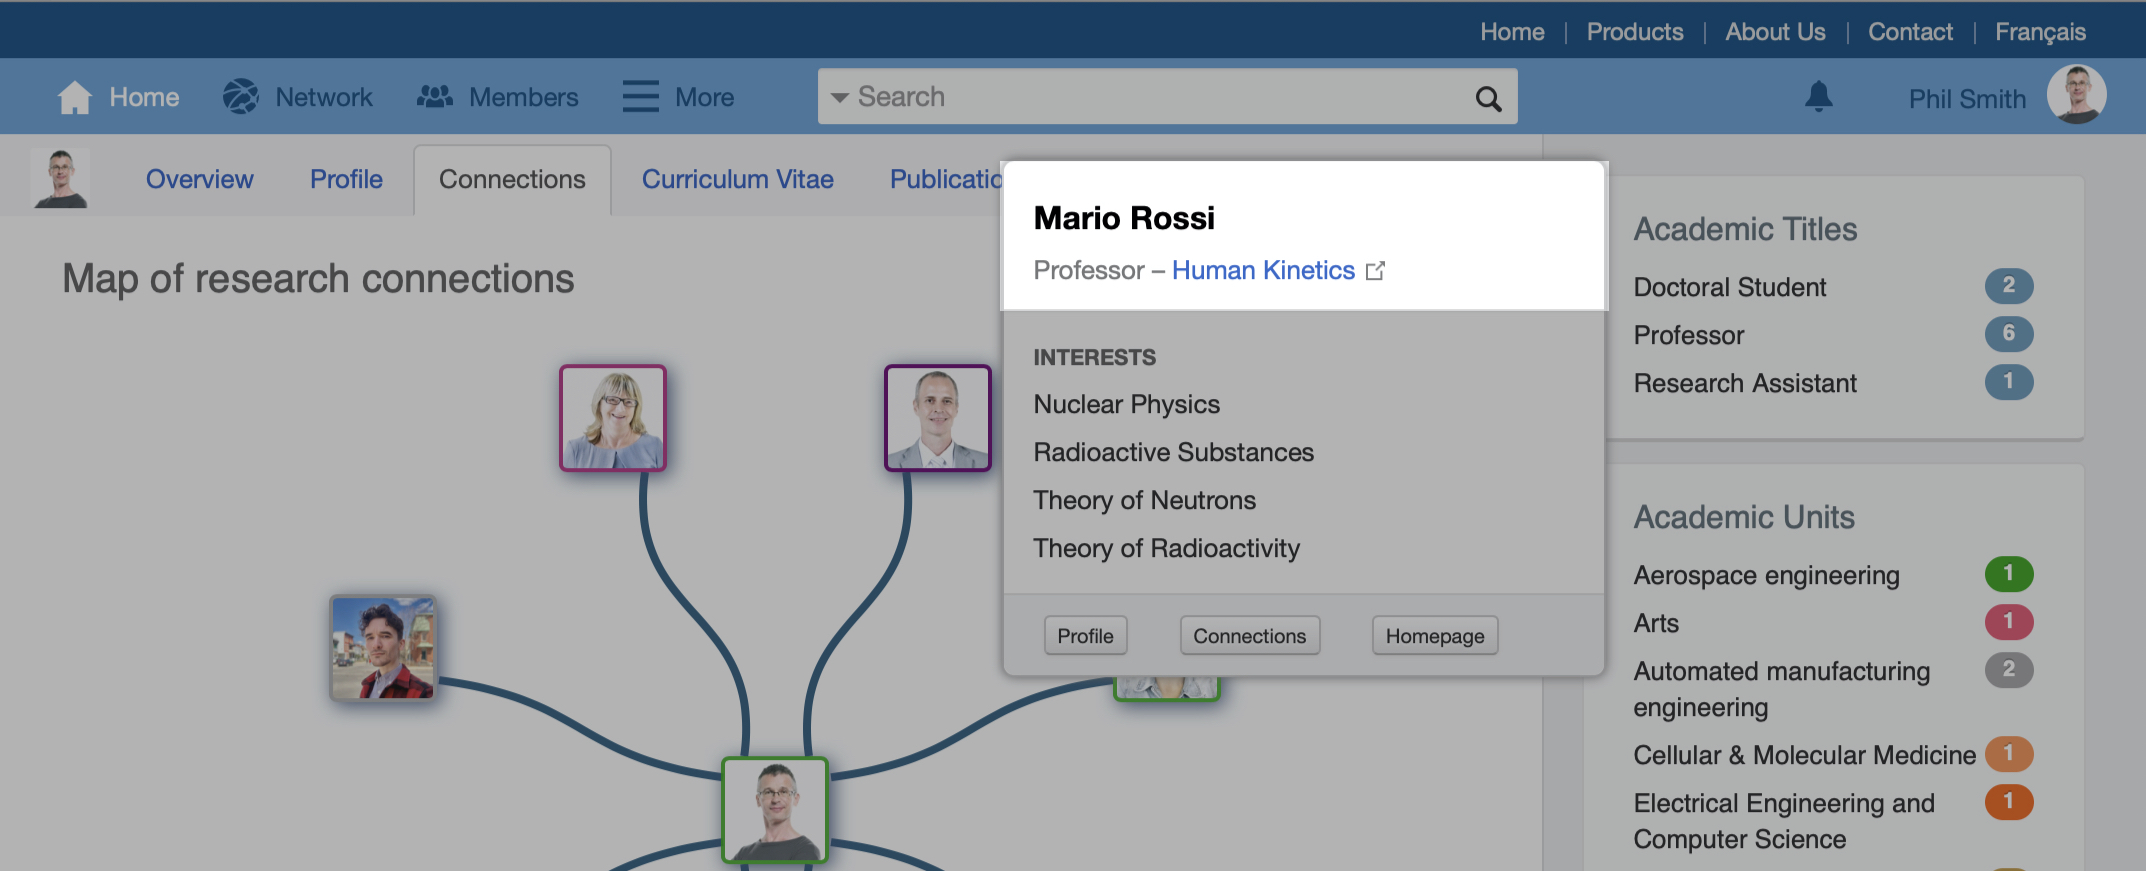 Home | Products | About Us | Contact | Français
Home Network Members More Search Phil Smith
Overview Profile Connections Curriculum Vitae
Map of research connections
Mario Rossi
Professor – Human Kinetics
INTERESTS
Nuclear Physics
Radioactive Substances
Theory of Neutrons
Theory of Radioactivity
Profile Connections Homepage
Academic Titles
Doctoral Student 2
Professor 6
Research Assistant 1
Academic Units
Aerospace engineering 1
Arts 1
Automated manufacturing 2
engineering
Cellular & Molecular Medicine 1
Electrical Engineering and 1
Computer Science